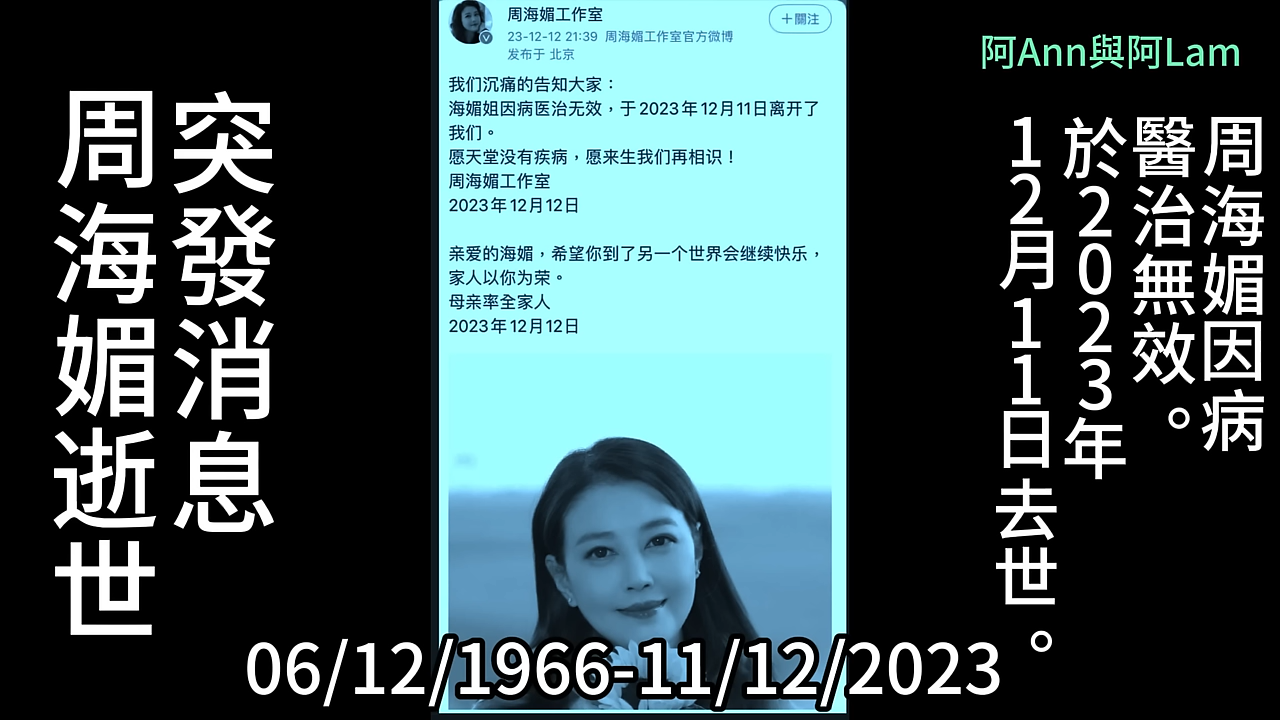 突發消息
周海媚逝世
周海媚工作室
+關注
23-12-12 21:39 周海媚工作室官方微博
发布于 北京
我们沉痛的告知大家：
海媚姐因病医治无效，于2023年12月11日离开了
我们。
愿天堂没有疾病，愿来生我们再相识！
周海媚工作室
2023年12月12日
亲爱的海媚，希望你到了另一个世界会继续快乐，
家人以你为荣。
母亲率全家人
2023年12月12日
阿Ann與阿Lam
周海媚因病
醫治無效。
於2023年
12月11日去世。
06/12/1966-11/12/2023